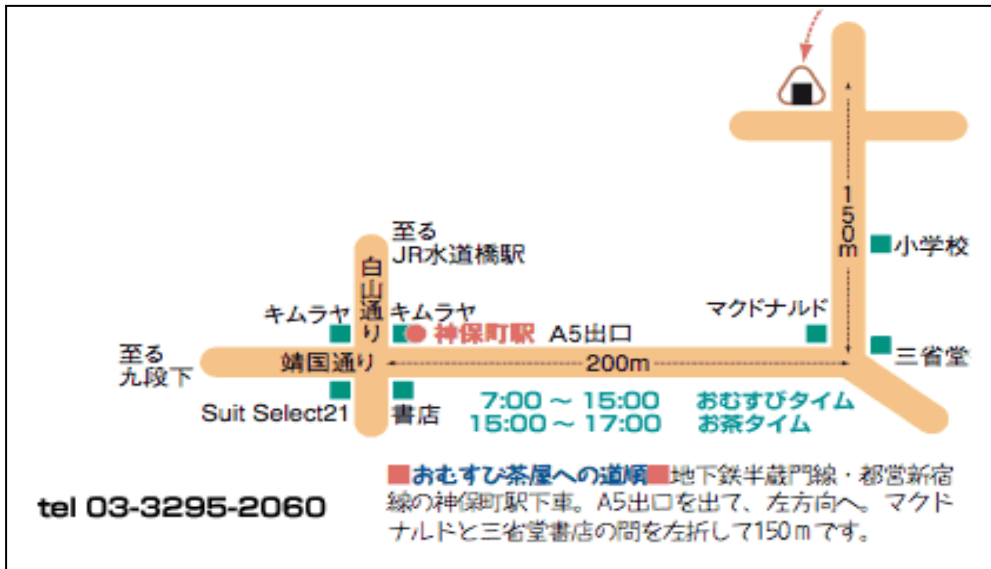 150m
小学校
至る
JR水道橋駅
白山通り
キムラヤ
キムラヤ
神保町駅 A5出口
マクドナルド
三省堂
至る
九段下
靖国通り
200m
Suit Select21
書店
7:00 ～ 15:00 おむすびタイム
15:00 ～ 17:00 お茶タイム
■おむすび茶屋への道順■地下鉄半蔵門線・都営新宿
線の神保町駅下車。A5出口を出て、左方向へ。マクド
ナルドと三省堂書店の間を左折して150mです。
tel 03-3295-2060